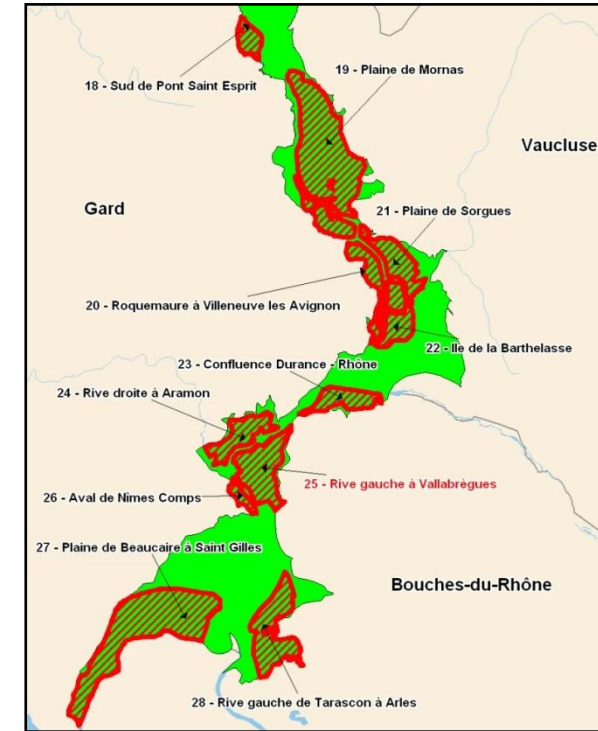 18 - Sud de Pont Saint Esprit
19 - Plaine de Mornas
Vaucluse
Gard
21 - Plaine de Sorgues
20 - Roquemaure à Villeneuve les Avignon
22 - Ile de la Barthelasse
23 - Confluence Durance - Rhône
24 - Rive droite à Aramon
25 - Rive gauche à Vallabrègues
26 - Aval de Nimes Comps
27 - Plaine de Beaucaire à Saint Gilles
Bouches-du-Rhône
28 - Rive gauche de Tarascon à Arles